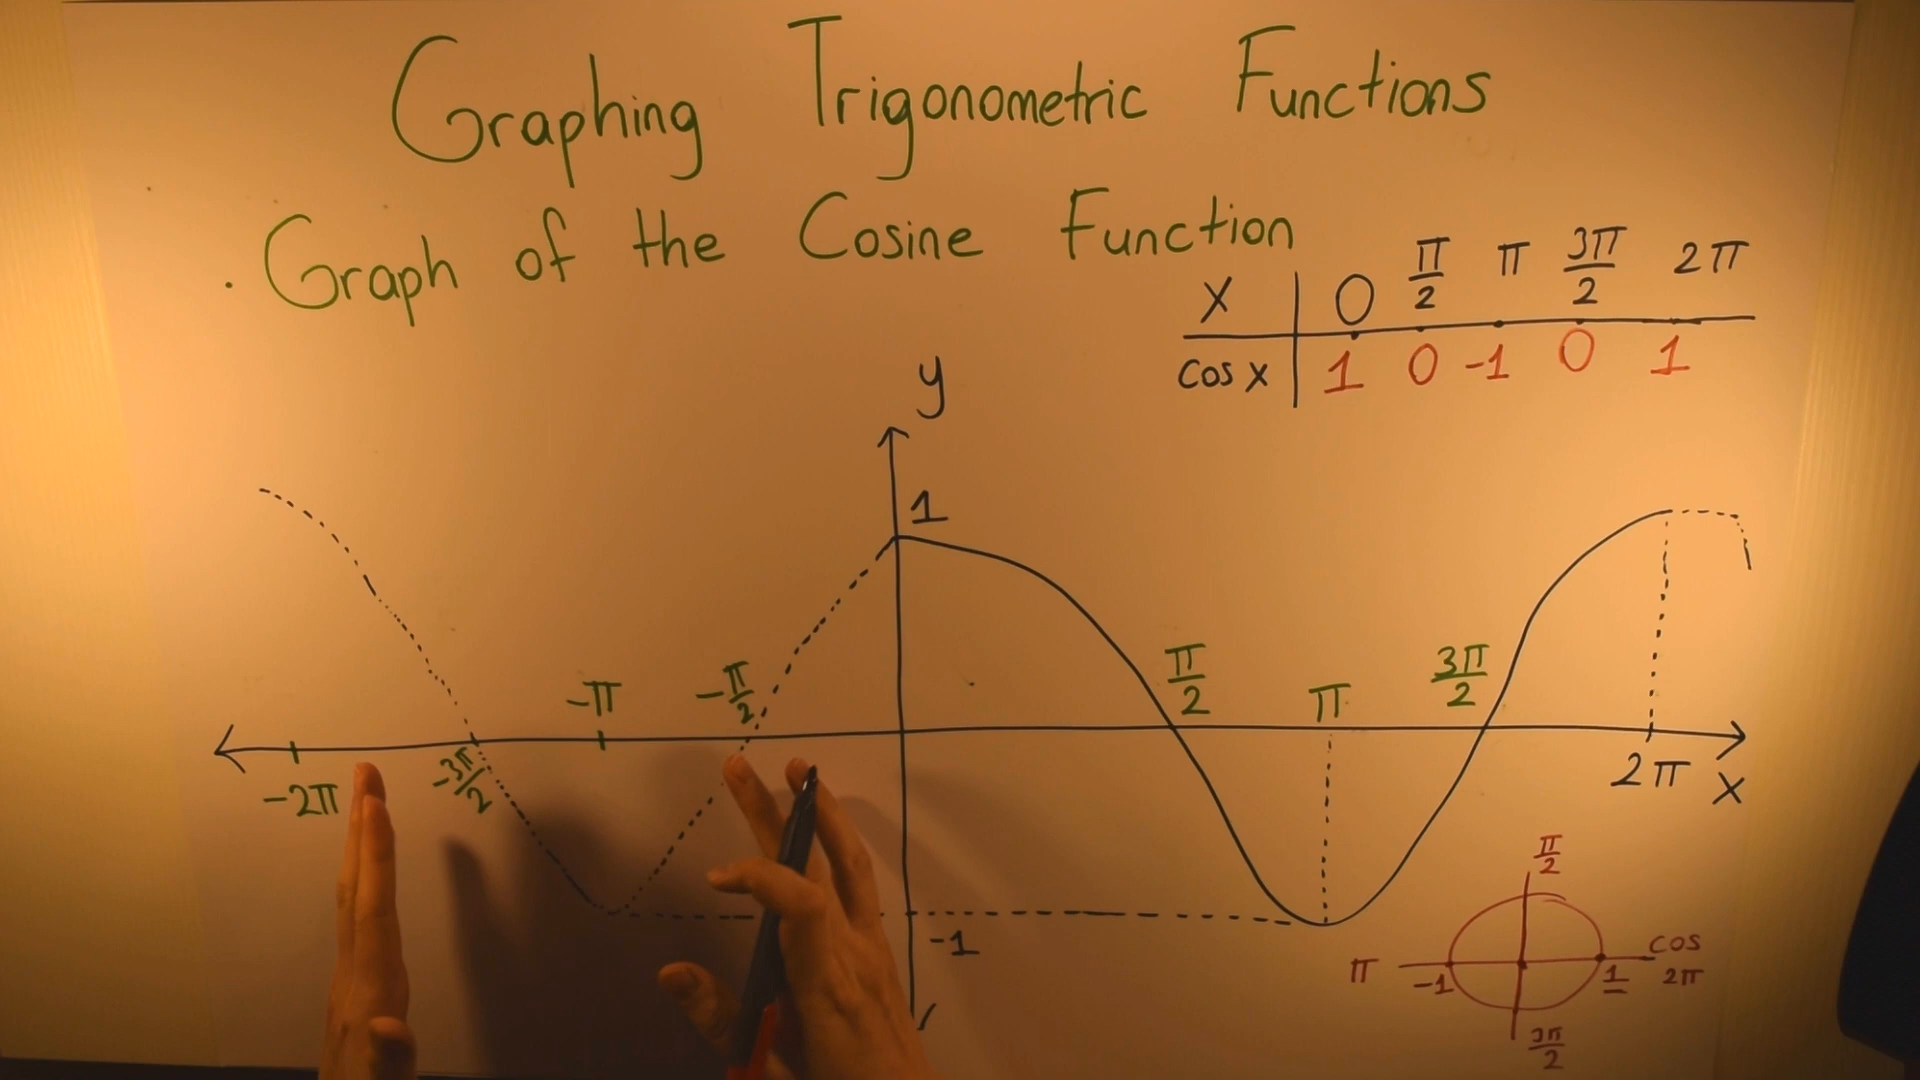 Graphing Trigonometric Functions
. Graph of the Cosine Function
x 0 π/2 π 3π/2 2π
cos x 1 0 -1 0 1
y
1
-2π -3π/2 -π -π/2 π/2 π 3π/2 2π x
-1
π/2
π -1 1 cos 2π
3π/2